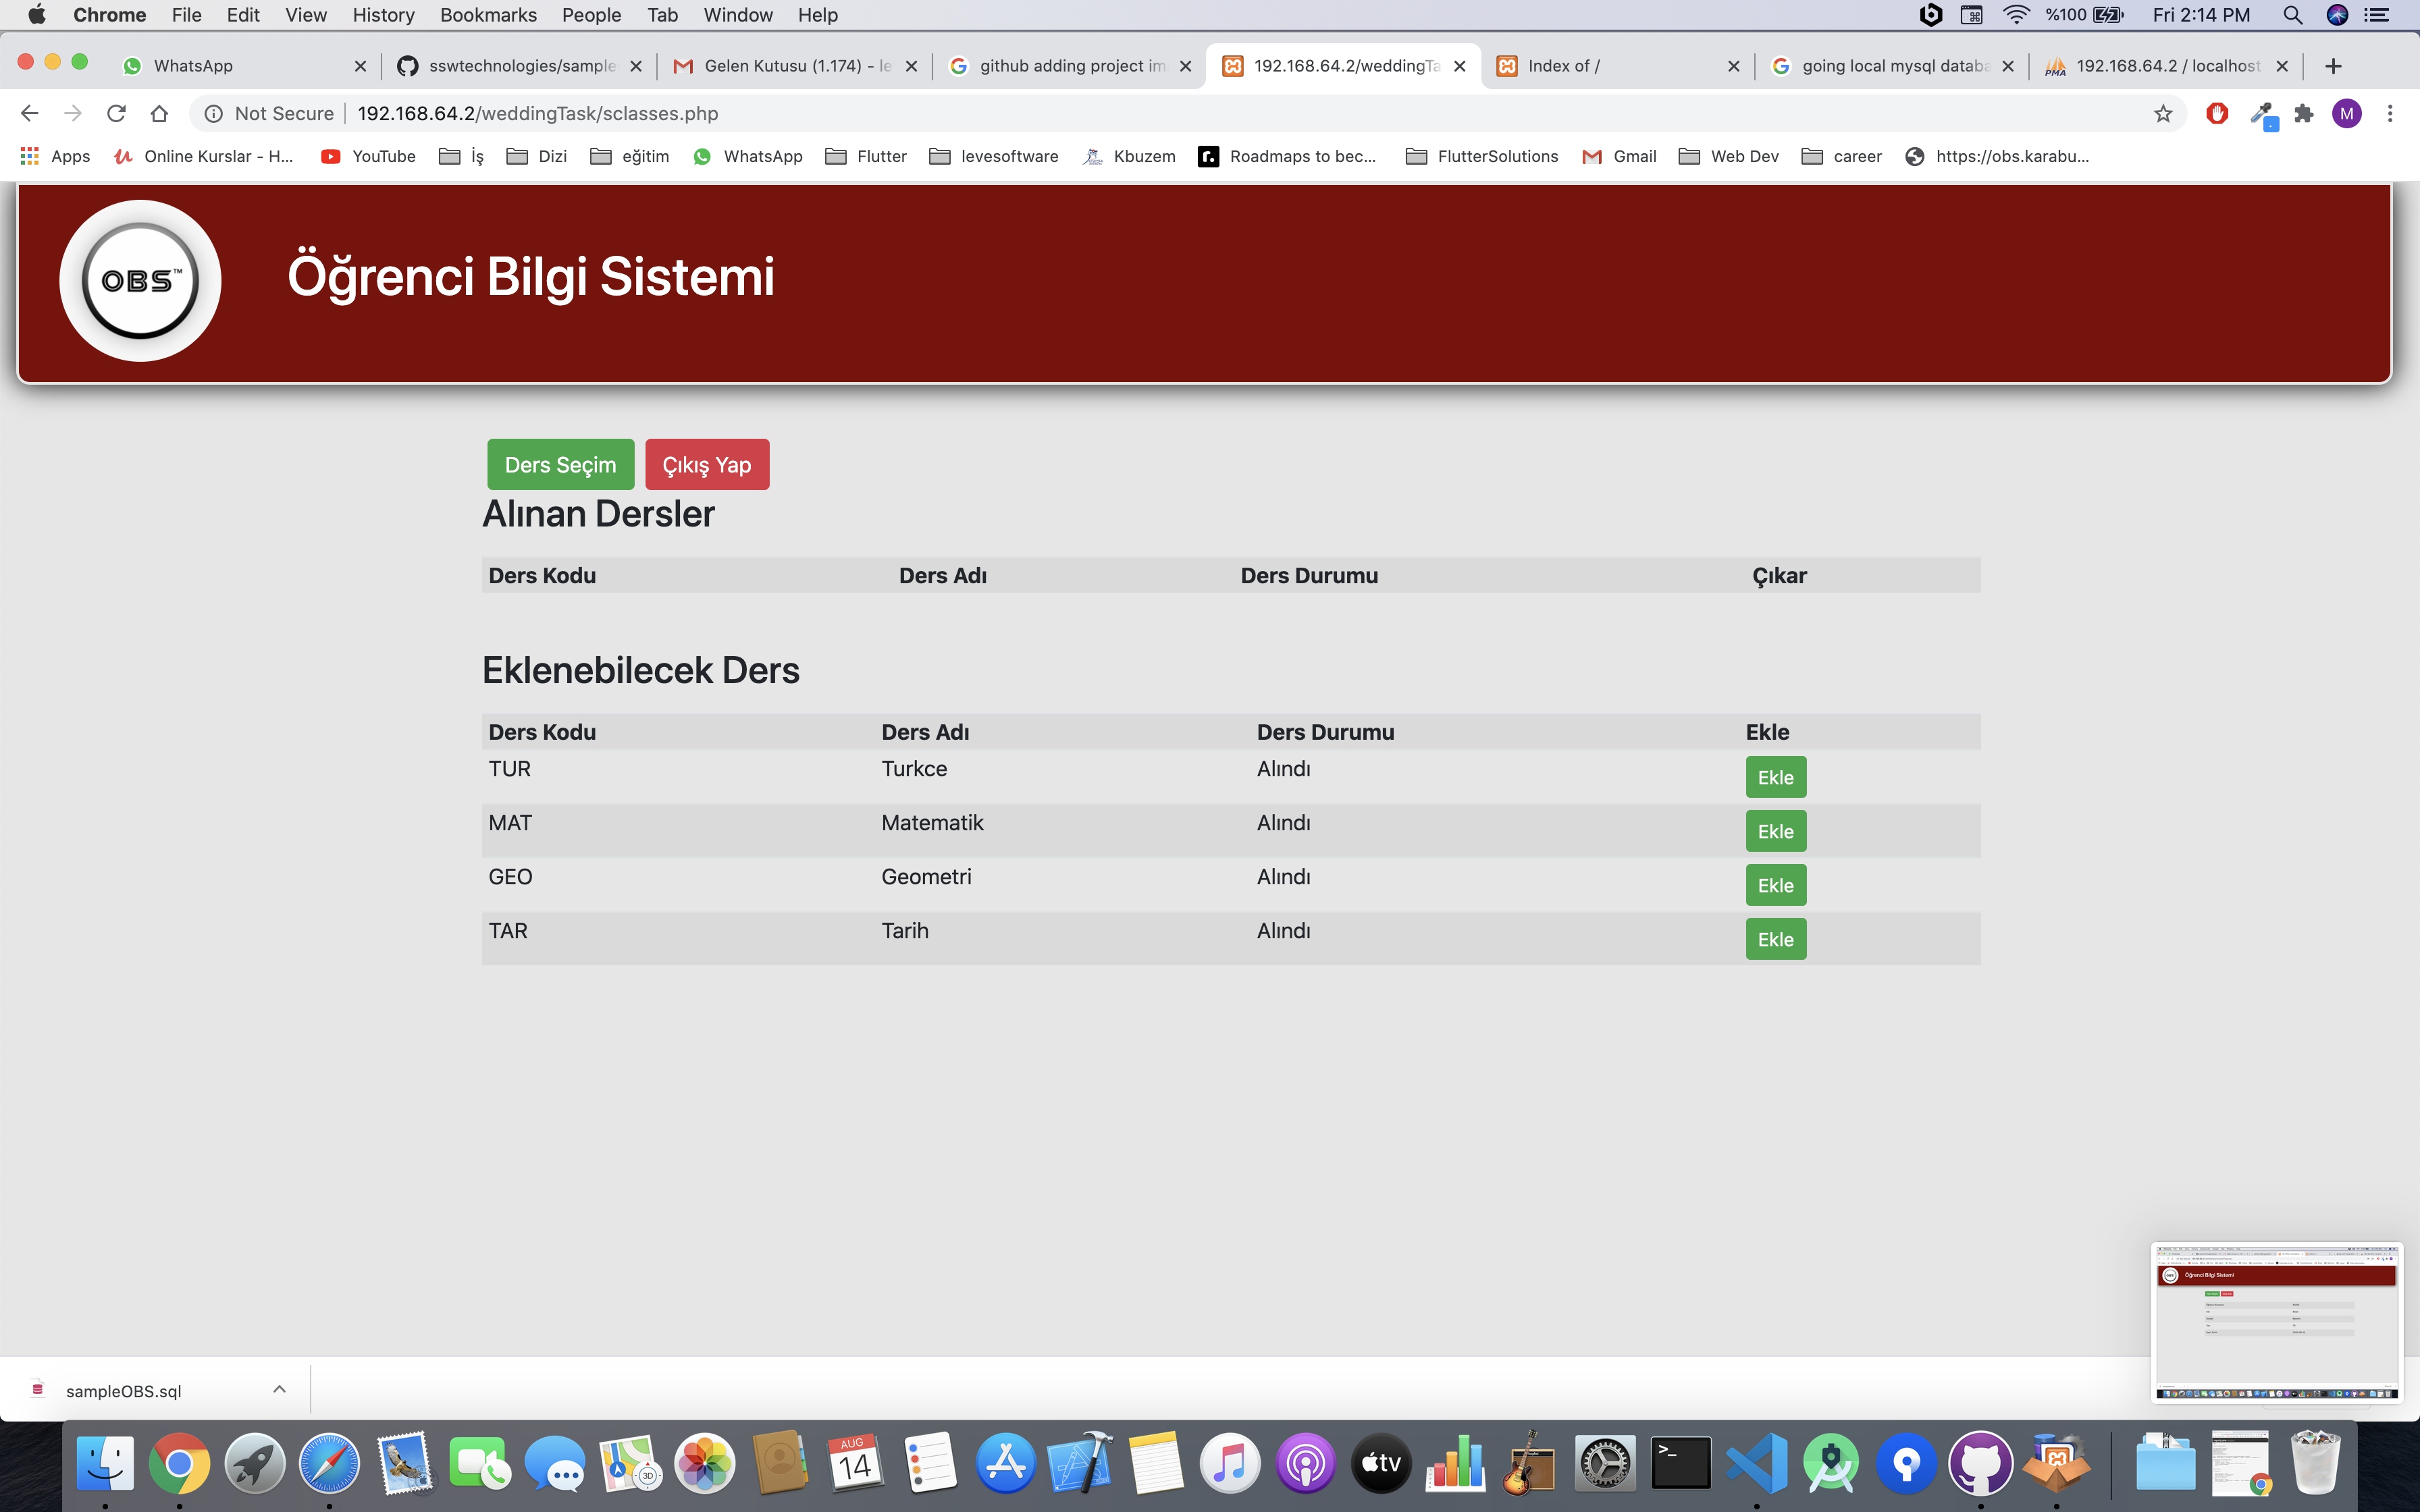 Chrome File Edit View History Bookmarks People Tab Window Help %100 Fri 2:14 PM
WhatsApp sswtechnologies/sample Gelen Kutusu (1.174) - le github adding project im 192.168.64.2/weddingTa Index of / going local mysql databa 192.168.64.2 / localhost
Not Secure 192.168.64.2/weddingTask/sclasses.php M
Apps Online Kurslar - H... YouTube İş Dizi eğitim WhatsApp Flutter levesoftware Kbuzem Roadmaps to bec... FlutterSolutions Gmail Web Dev career https://obs.karabu...
OBS™ Öğrenci Bilgi Sistemi
Ders Seçim Çıkış Yap
Alınan Dersler
Ders Kodu Ders Adı Ders Durumu Çıkar
Eklenebilecek Ders
Ders Kodu Ders Adı Ders Durumu Ekle
TUR Turkce Alındı Ekle
MAT Matematik Alındı Ekle
GEO Geometri Alındı Ekle
TAR Tarih Alındı Ekle
Öğrenci Bilgi Sistemi
sampleOBS.sql
AUG
14
3D
tv